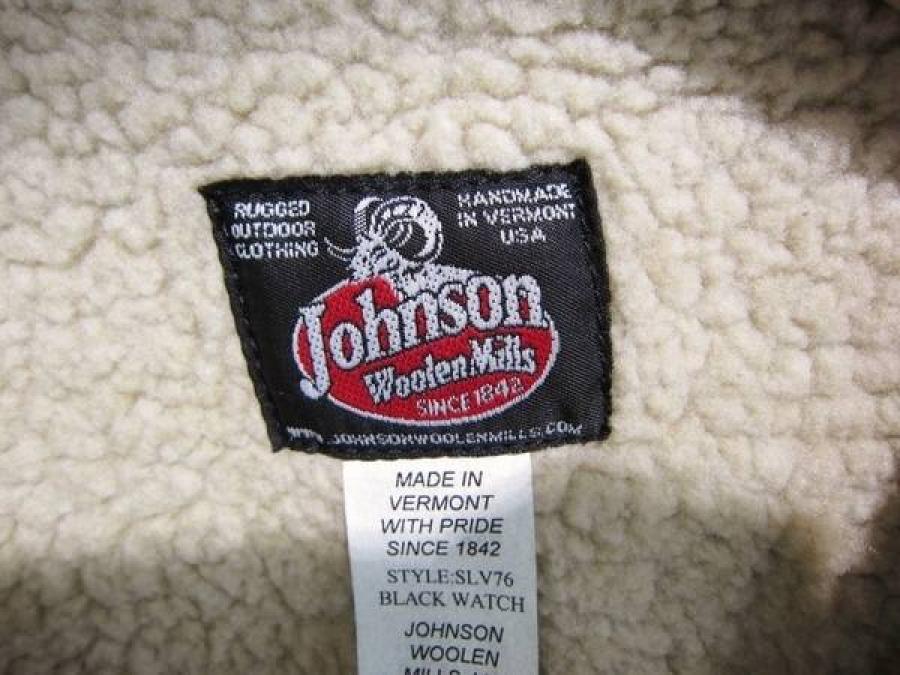 RUGGED
OUTDOOR
CLOTHING
HANDMADE
IN VERMONT
USA
Johnson
Woolen Mills
SINCE 1842
WWW.JOHNSONWOOLENMILLS.COM
MADE IN
VERMONT
WITH PRIDE
SINCE 1842
STYLE:SLV76
BLACK WATCH
JOHNSON
WOOLEN
MILLS